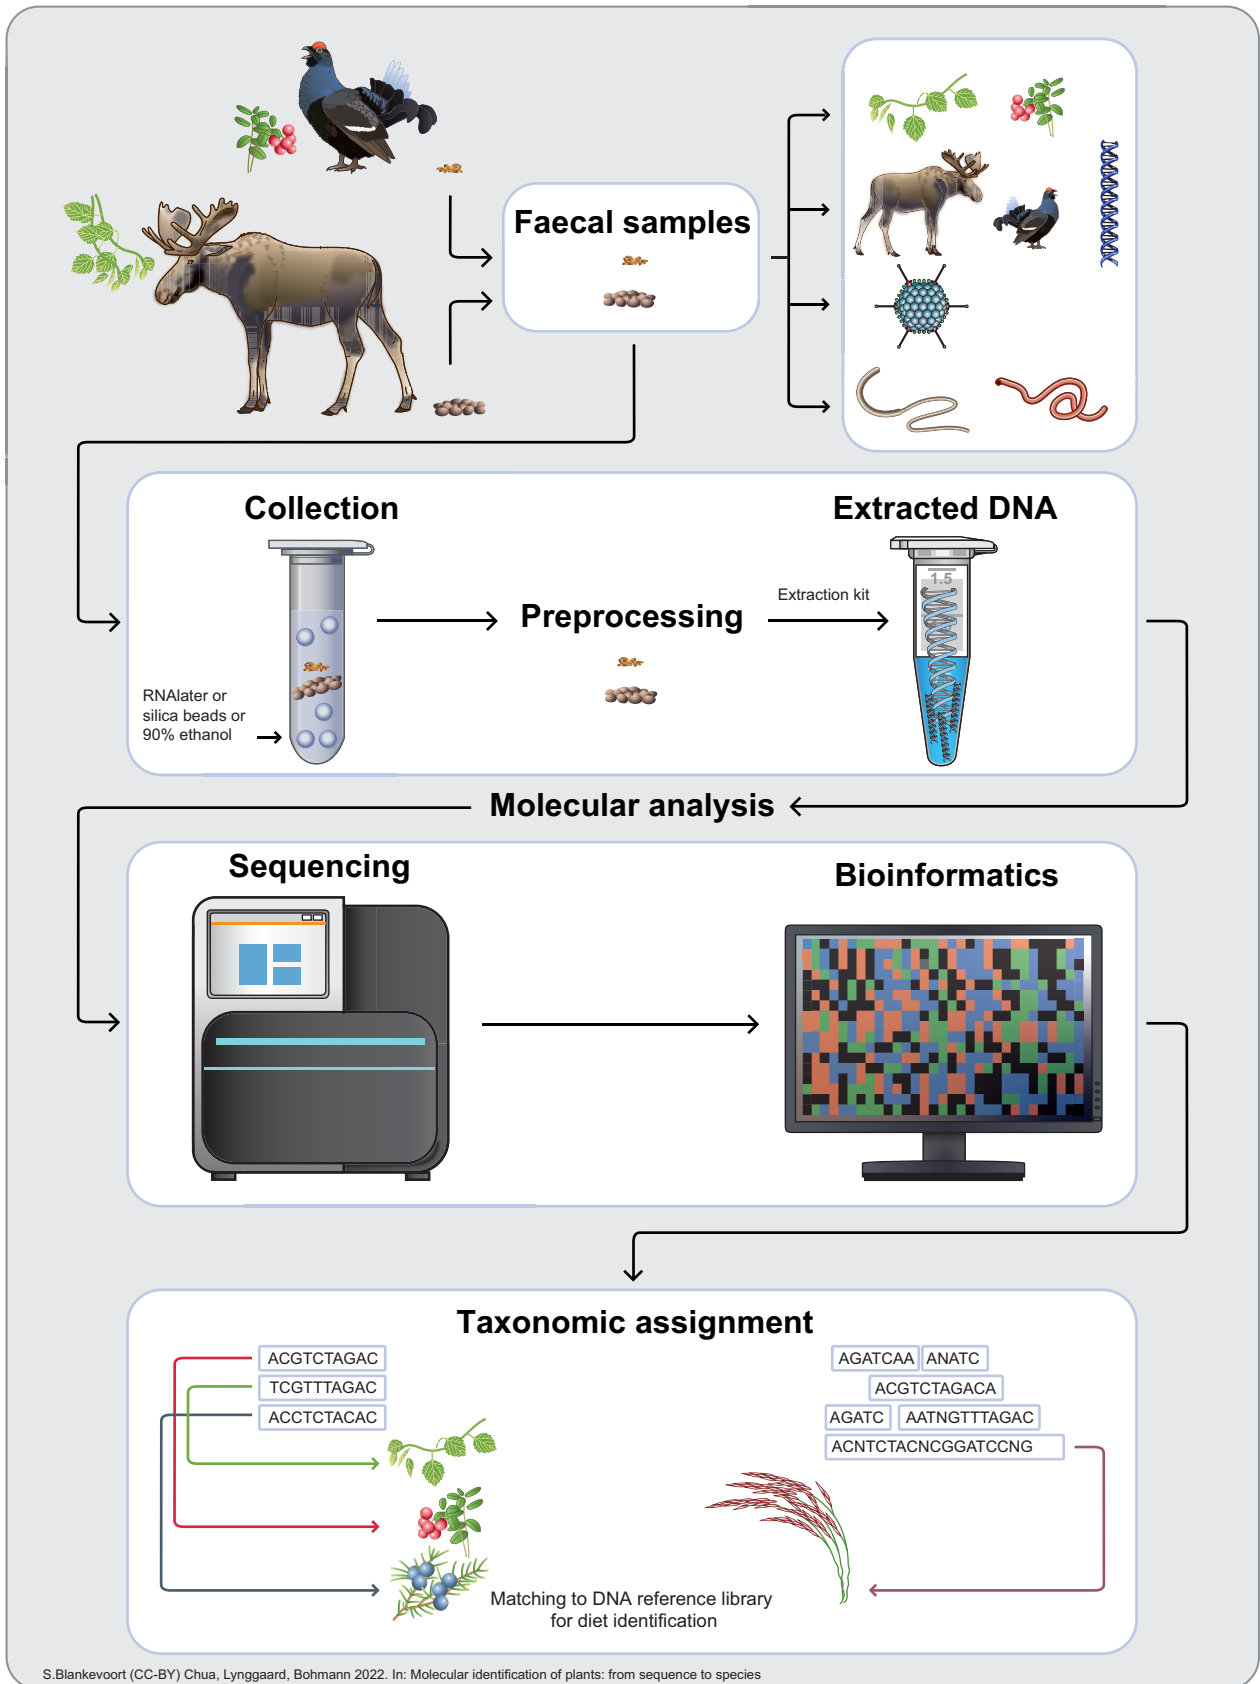 Faecal samples
Collection
Extracted DNA
1.5
Extraction kit
Preprocessing
RNAlater or
silica beads or
90% ethanol
Molecular analysis
Sequencing
Bioinformatics
Taxonomic assignment
ACGTCTAGAC
TCGTTTAGAC
ACCTCTACAC
AGATCAA ANATC
ACGTCTAGACA
AGATC AATNGTTTAGAC
ACNTCTACNCGGATCCNG
Matching to DNA reference library
for diet identification
S.Blankevoort (CC-BY) Chua, Lynggaard, Bohmann 2022. In: Molecular identification of plants: from sequence to species